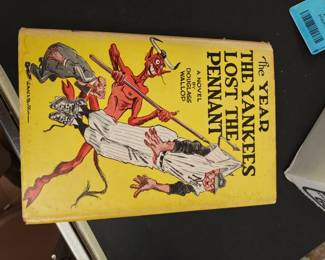 The YEAR
THE YANKEES
LOST THE
PENNANT
A NOVEL
BY
DOUGLASS
WALLOP